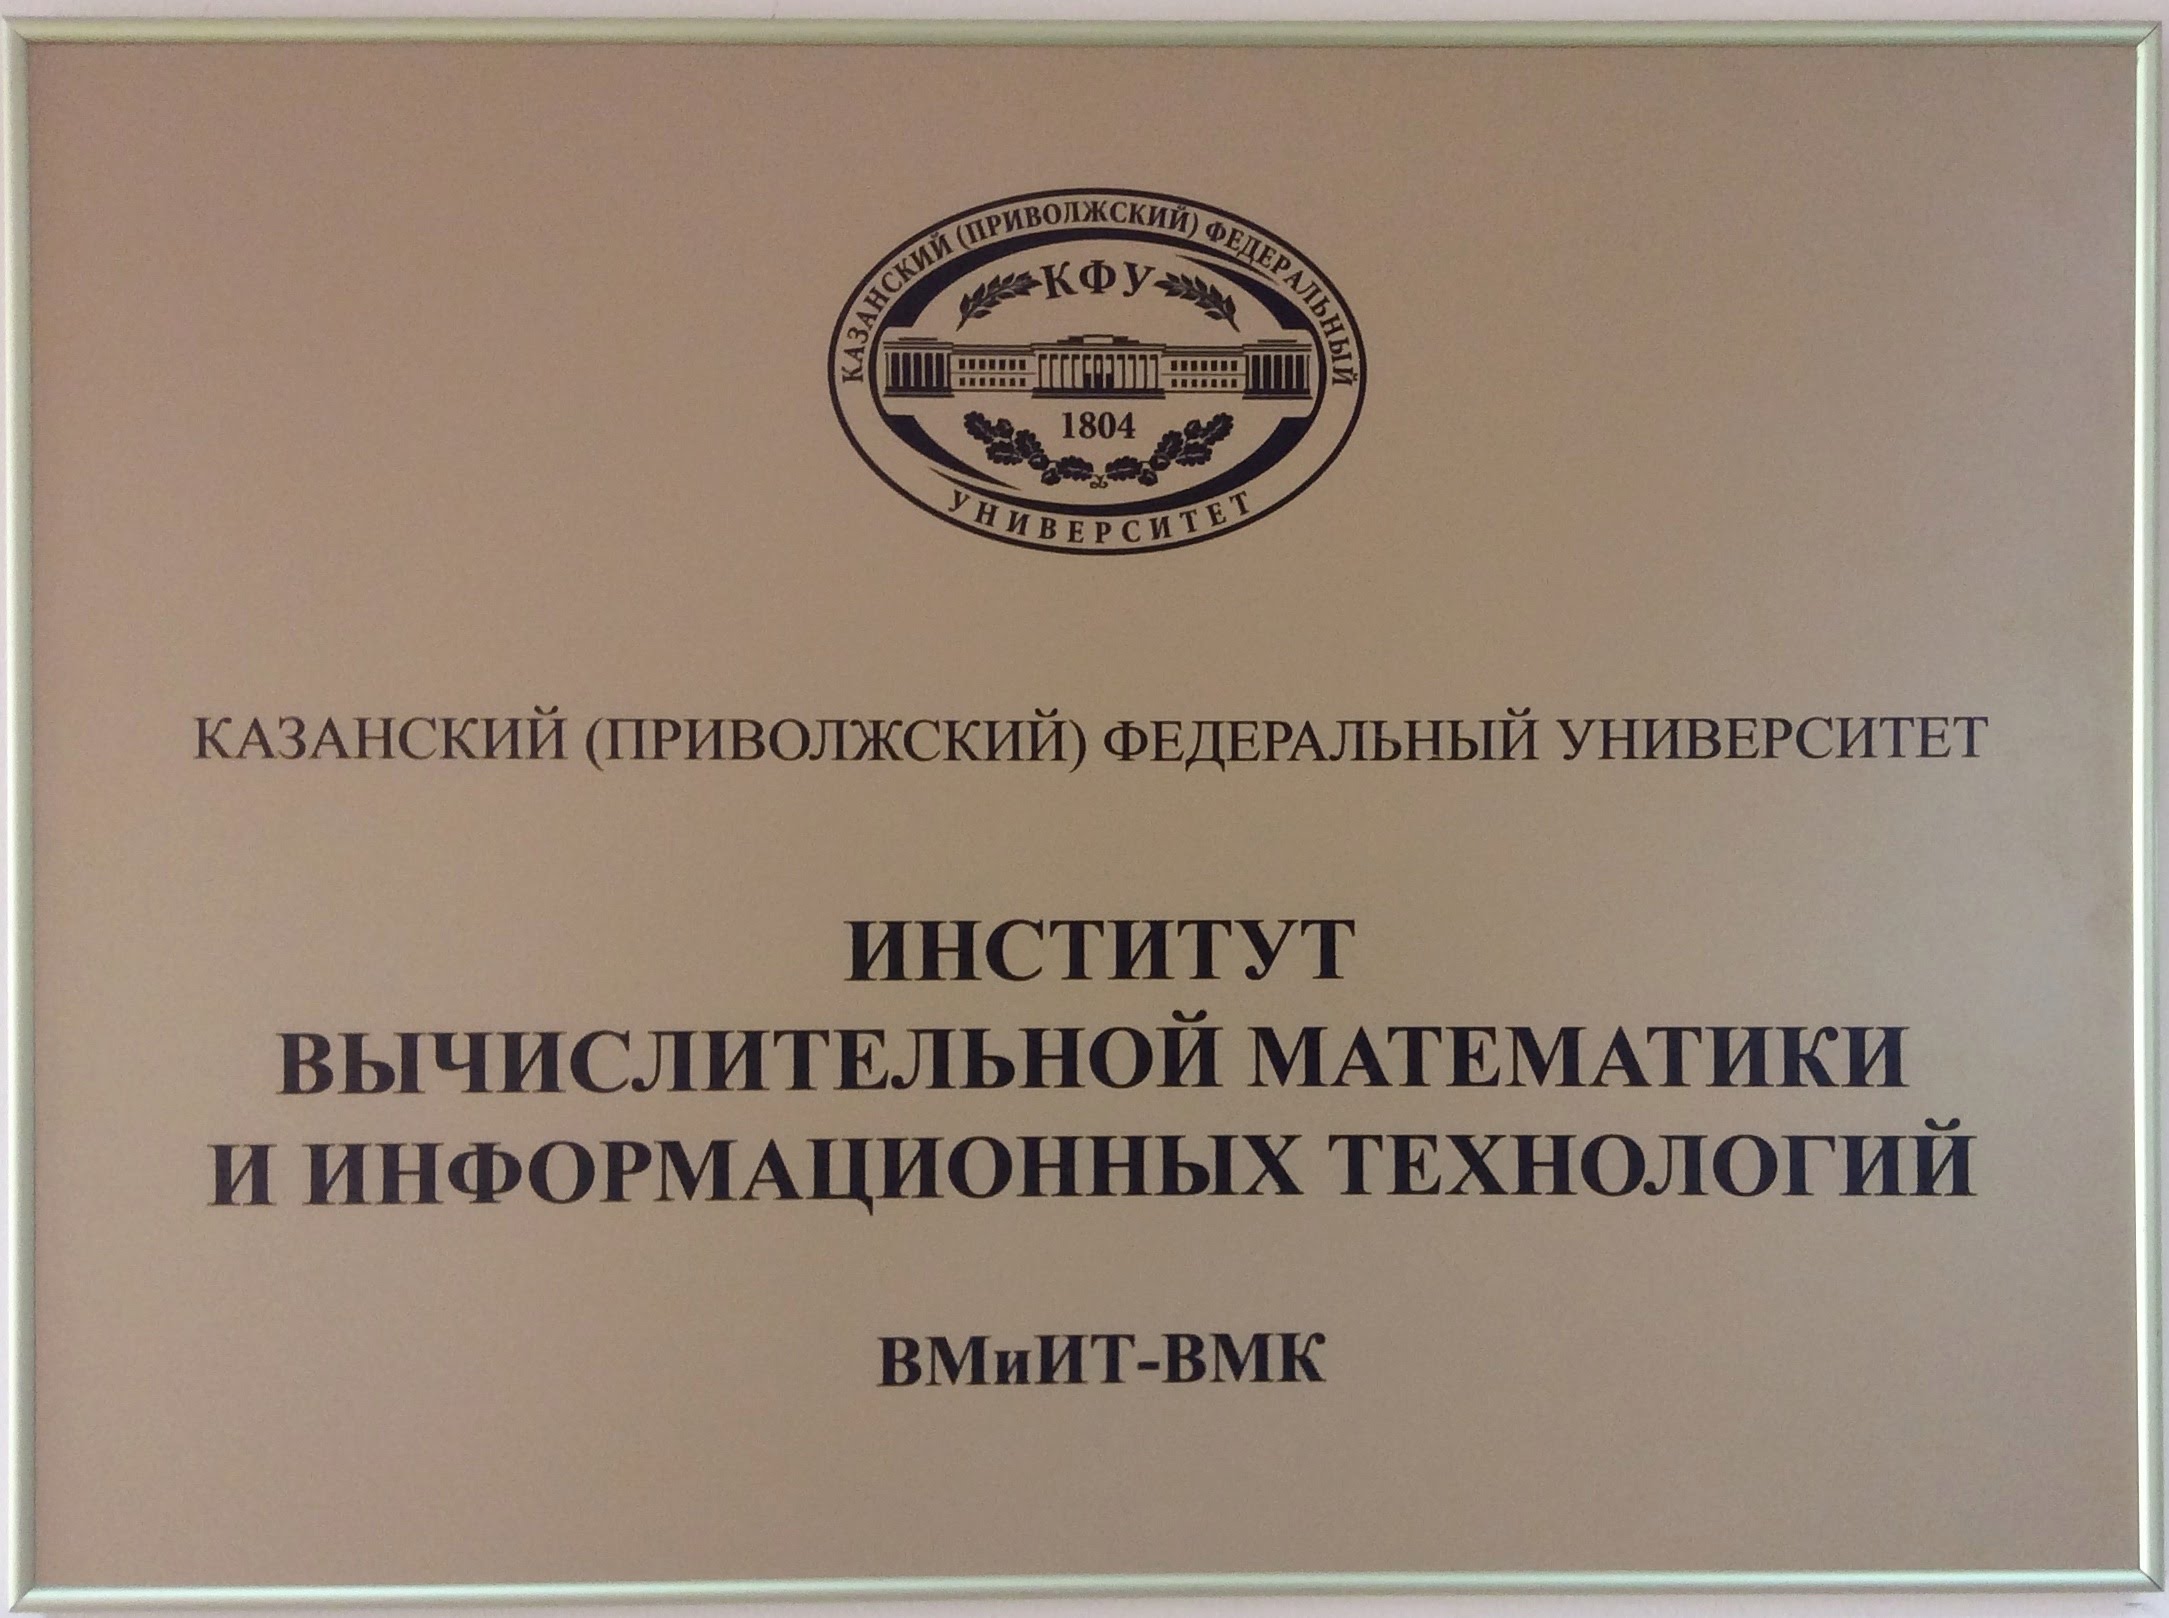 КАЗАНСКИЙ (ПРИВОЛЖСКИЙ) ФЕДЕРАЛЬНЫЙ
КФУ
1804
УНИВЕРСИТЕТ
КАЗАНСКИЙ (ПРИВОЛЖСКИЙ) ФЕДЕРАЛЬНЫЙ УНИВЕРСИТЕТ
ИНСТИТУТ
ВЫЧИСЛИТЕЛЬНОЙ МАТЕМАТИКИ
И ИНФОРМАЦИОННЫХ ТЕХНОЛОГИЙ
ВМиИТ-ВМК